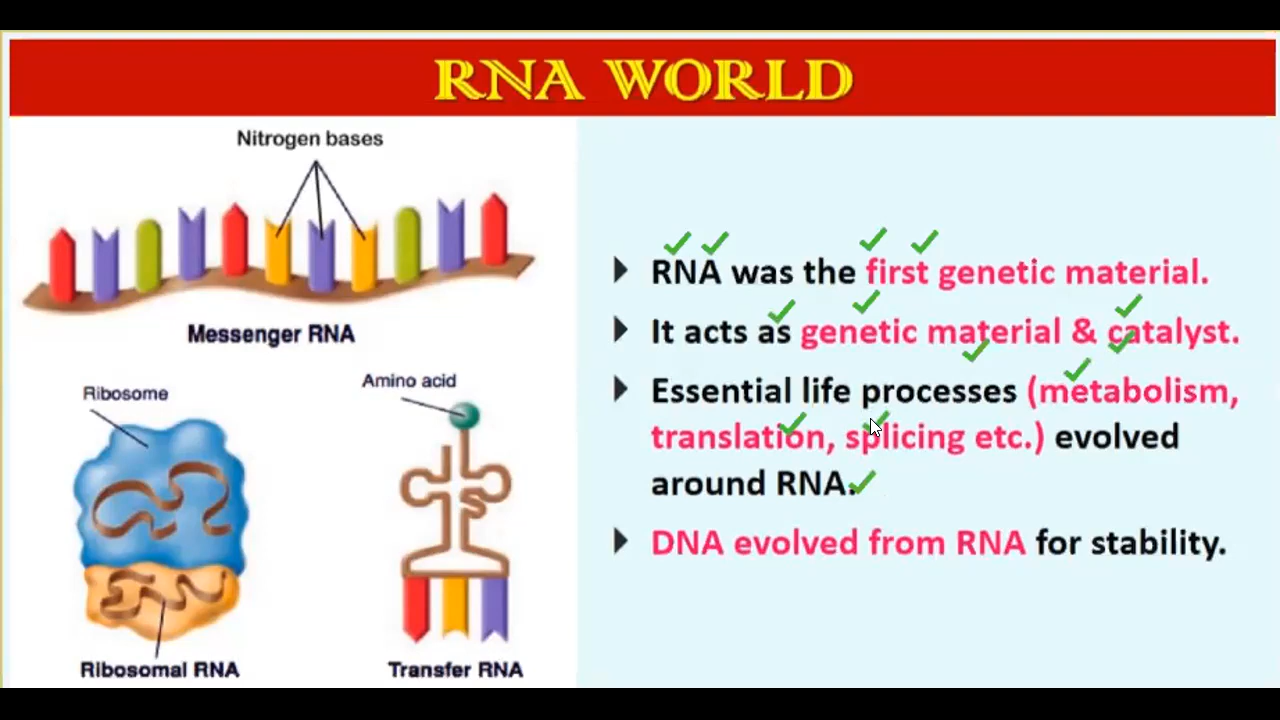 RNA WORLD
Nitrogen bases
Messenger RNA
Ribosome
Amino acid
Ribosomal RNA
Transfer RNA
RNA was the first genetic material.
It acts as genetic material & catalyst.
Essential life processes (metabolism,
translation, splicing etc.) evolved
around RNA.
DNA evolved from RNA for stability.